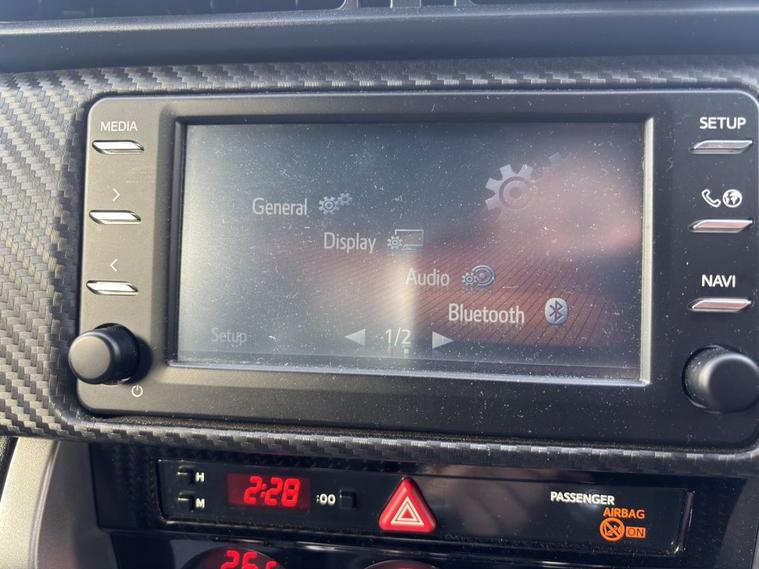 MEDIA
SETUP
>
<
NAVI
General
Display
Audio
Bluetooth
Setup
1/2
H
M
2:28
:00
PASSENGER
AIRBAG
ON